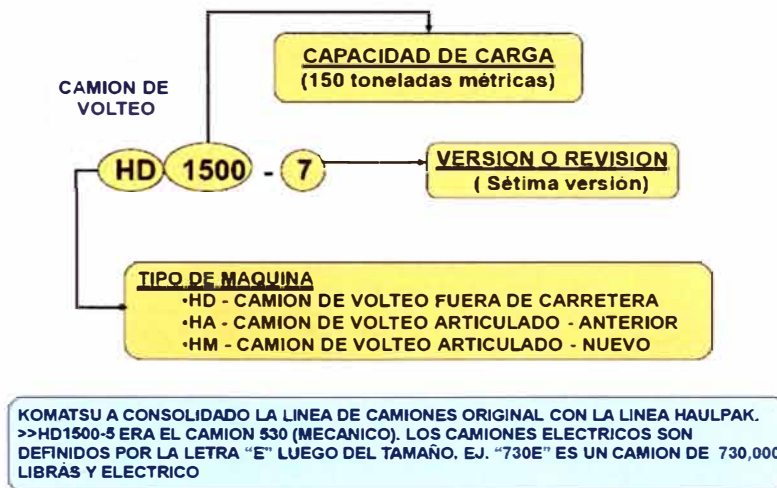 CAPACIDAD DE CARGA
(150 toneladas métricas)
CAMION DE
VOLTEO
HD 1500 - 7
VERSION O REVISION
( Sétima versión)
TIPO DE MAQUINA
•HD - CAMION DE VOLTEO FUERA DE CARRETERA
•HA - CAMION DE VOLTEO ARTICULADO - ANTERIOR
•HM - CAMION DE VOLTEO ARTICULADO - NUEVO
KOMATSU A CONSOLIDADO LA LINEA DE CAMIONES ORIGINAL CON LA LINEA HAULPAK.
>>HD1500-5 ERA EL CAMION 530 (MECANICO). LOS CAMIONES ELECTRICOS SON
DEFINIDOS POR LA LETRA “E” LUEGO DEL TAMAÑO. EJ. “730E” ES UN CAMION DE 730,000
LIBRAS Y ELECTRICO